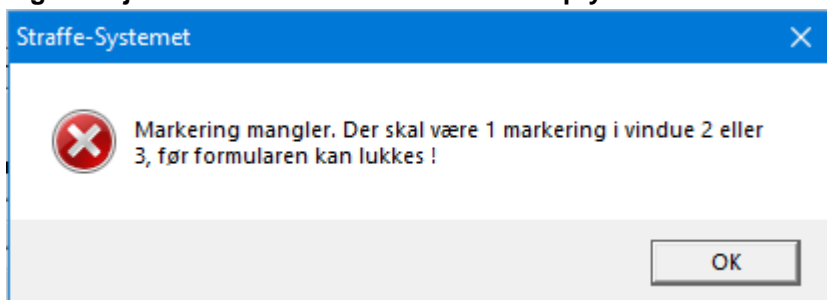 Straffe-Systemet
Markering mangler. Der skal være 1 markering i vindue 2 eller
3, før formularen kan lukkes !
OK